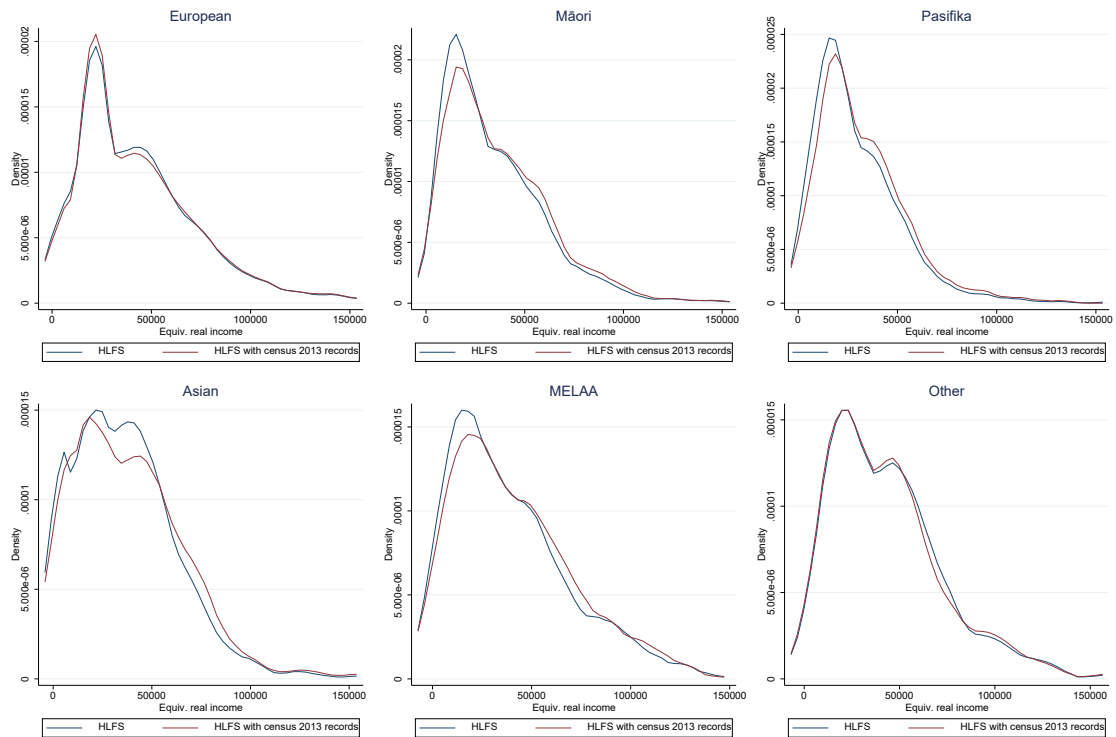 European
Density
0
5.000e-06
.00001
.000015
.00002
0
50000
100000
150000
Equiv. real income
HLFS
HLFS with census 2013 records
Māori
Density
0
5.000e-06
.00001
.000015
.00002
0
50000
100000
150000
Equiv. real income
HLFS
HLFS with census 2013 records
Pasifika
Density
0
5.000e-06
.00001
.000015
.00002
.000025
0
50000
100000
150000
Equiv. real income
HLFS
HLFS with census 2013 records
Asian
Density
0
5.000e-06
.00001
.000015
0
50000
100000
150000
Equiv. real income
HLFS
HLFS with census 2013 records
MELAA
Density
0
5.000e-06
.00001
.000015
0
50000
100000
150000
Equiv. real income
HLFS
HLFS with census 2013 records
Other
Density
0
5.000e-06
.00001
.000015
0
50000
100000
150000
Equiv. real income
HLFS
HLFS with census 2013 records